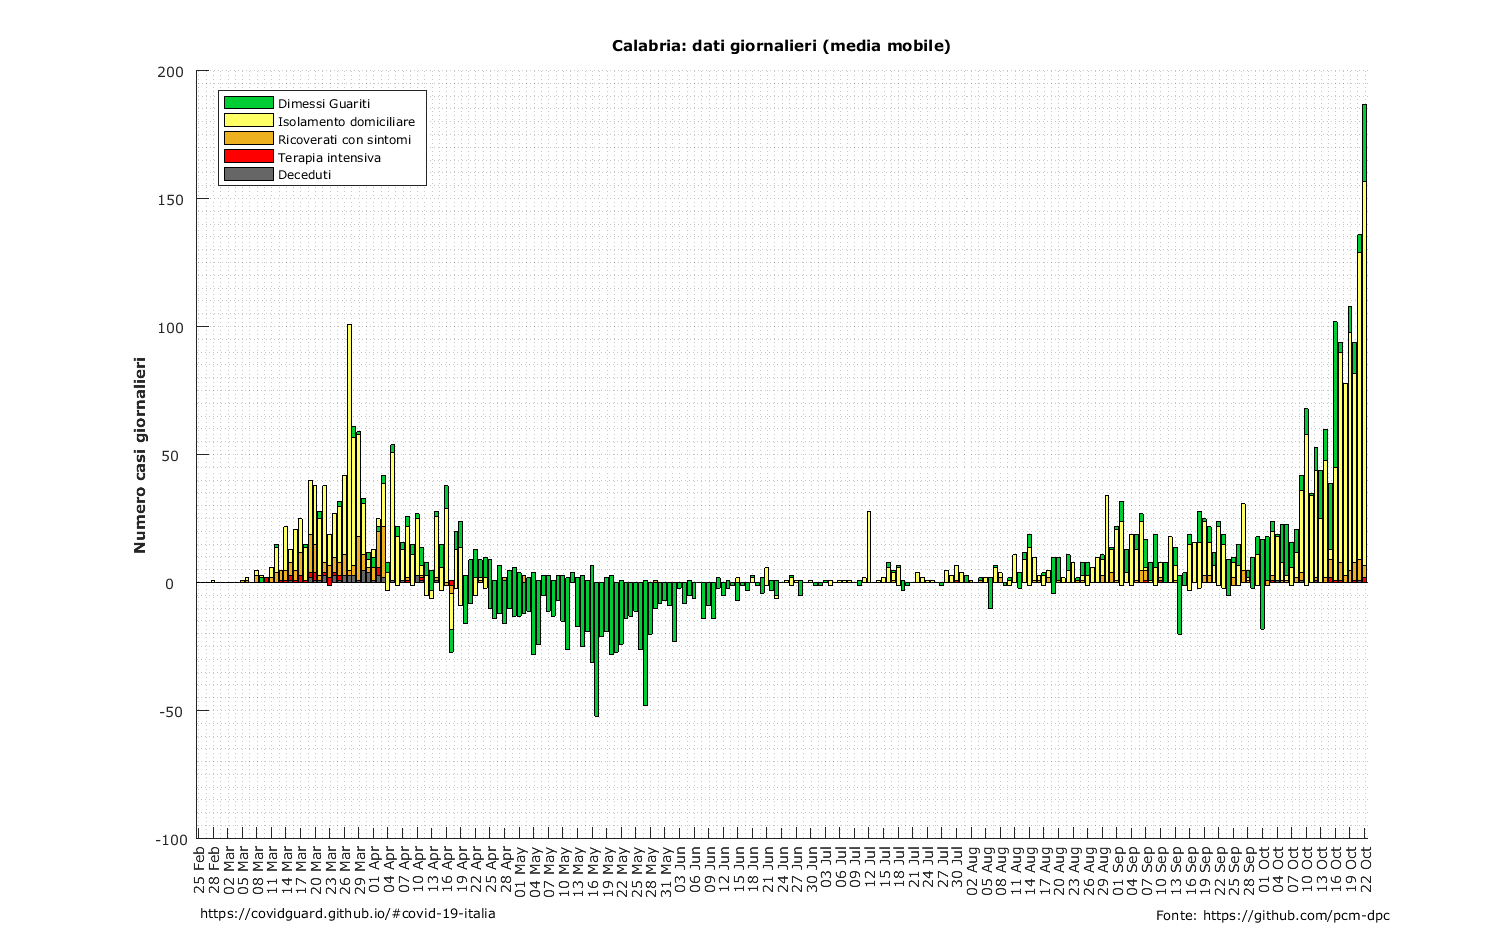 Calabria: dati giornalieri (media mobile)
Numero casi giornalieri
200
150
100
50
0
-50
-100
Dimessi Guariti
Isolamento domiciliare
Ricoverati con sintomi
Terapia intensiva
Deceduti
25 Feb
28 Feb
02 Mar
05 Mar
08 Mar
11 Mar
14 Mar
17 Mar
20 Mar
23 Mar
26 Mar
29 Mar
01 Apr
04 Apr
07 Apr
10 Apr
13 Apr
16 Apr
19 Apr
22 Apr
25 Apr
28 Apr
01 May
04 May
07 May
10 May
13 May
16 May
19 May
22 May
25 May
28 May
31 May
03 Jun
06 Jun
09 Jun
12 Jun
15 Jun
18 Jun
21 Jun
24 Jun
27 Jun
30 Jun
03 Jul
06 Jul
09 Jul
12 Jul
15 Jul
18 Jul
21 Jul
24 Jul
27 Jul
30 Jul
02 Aug
05 Aug
08 Aug
11 Aug
14 Aug
17 Aug
20 Aug
23 Aug
26 Aug
29 Aug
01 Sep
04 Sep
07 Sep
10 Sep
13 Sep
16 Sep
19 Sep
22 Sep
25 Sep
28 Sep
01 Oct
04 Oct
07 Oct
10 Oct
13 Oct
16 Oct
19 Oct
22 Oct
https://covidguard.github.io/#covid-19-italia
Fonte: https://github.com/pcm-dpc